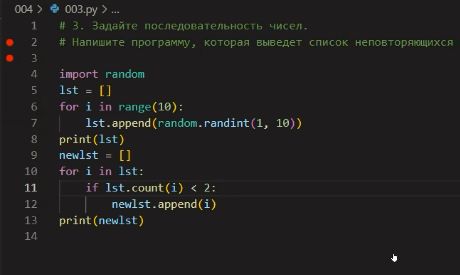 004 > 003.py > ...
1 # 3. Задайте последовательность чисел.
2 # Напишите программу, которая выведет список неповторяющихся
3
4 import random
5 lst = []
6 for i in range(10):
7     lst.append(random.randint(1, 10))
8 print(lst)
9 newlst = []
10 for i in lst:
11     if lst.count(i) < 2:
12         newlst.append(i)
13 print(newlst)
14